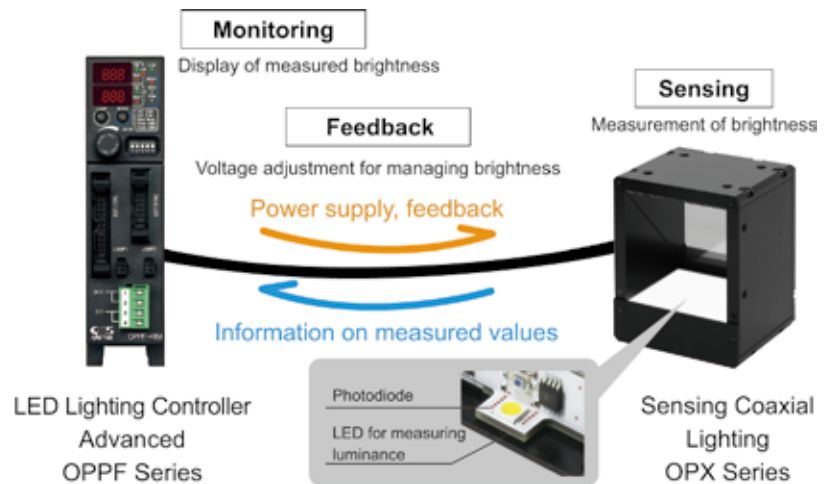 Monitoring
Display of measured brightness
Sensing
Measurement of brightness
Feedback
Voltage adjustment for managing brightness
Power supply, feedback
Information on measured values
Photodiode
LED for measuring
luminance
LED Lighting Controller
Advanced
OPPF Series
Sensing Coaxial
Lighting
OPX Series